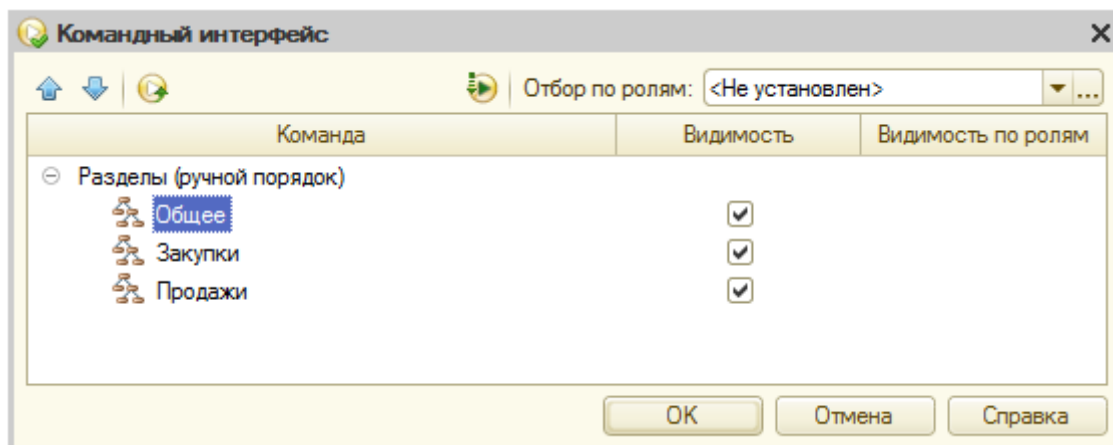 Командный интерфейс
Отбор по ролям: <Не установлен>
Команда Видимость Видимость по ролям
Разделы (ручной порядок)
Общее
Закупки
Продажи
OK Отмена Справка